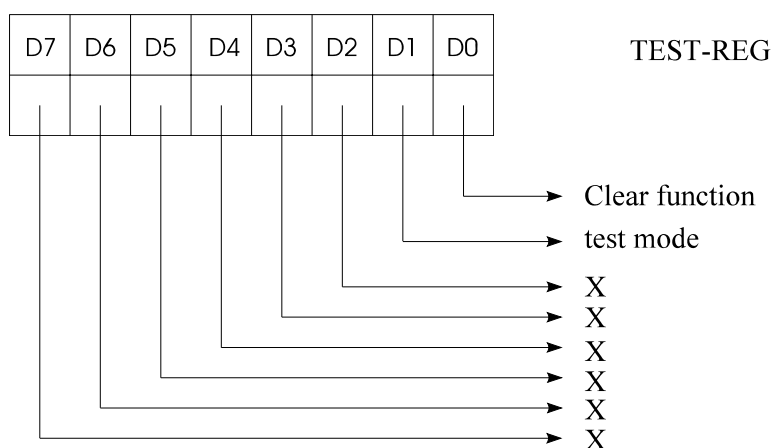 D7 D6 D5 D4 D3 D2 D1 D0 TEST-REG
Clear function
test mode
X
X
X
X
X
X